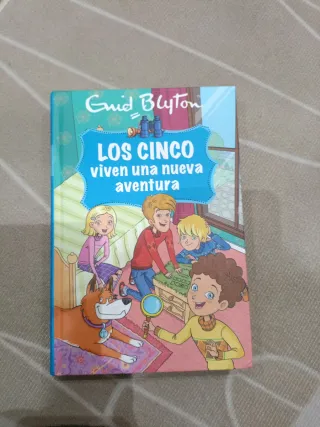 Enid Blyton
LOS CINCO
viven una nueva
aventura